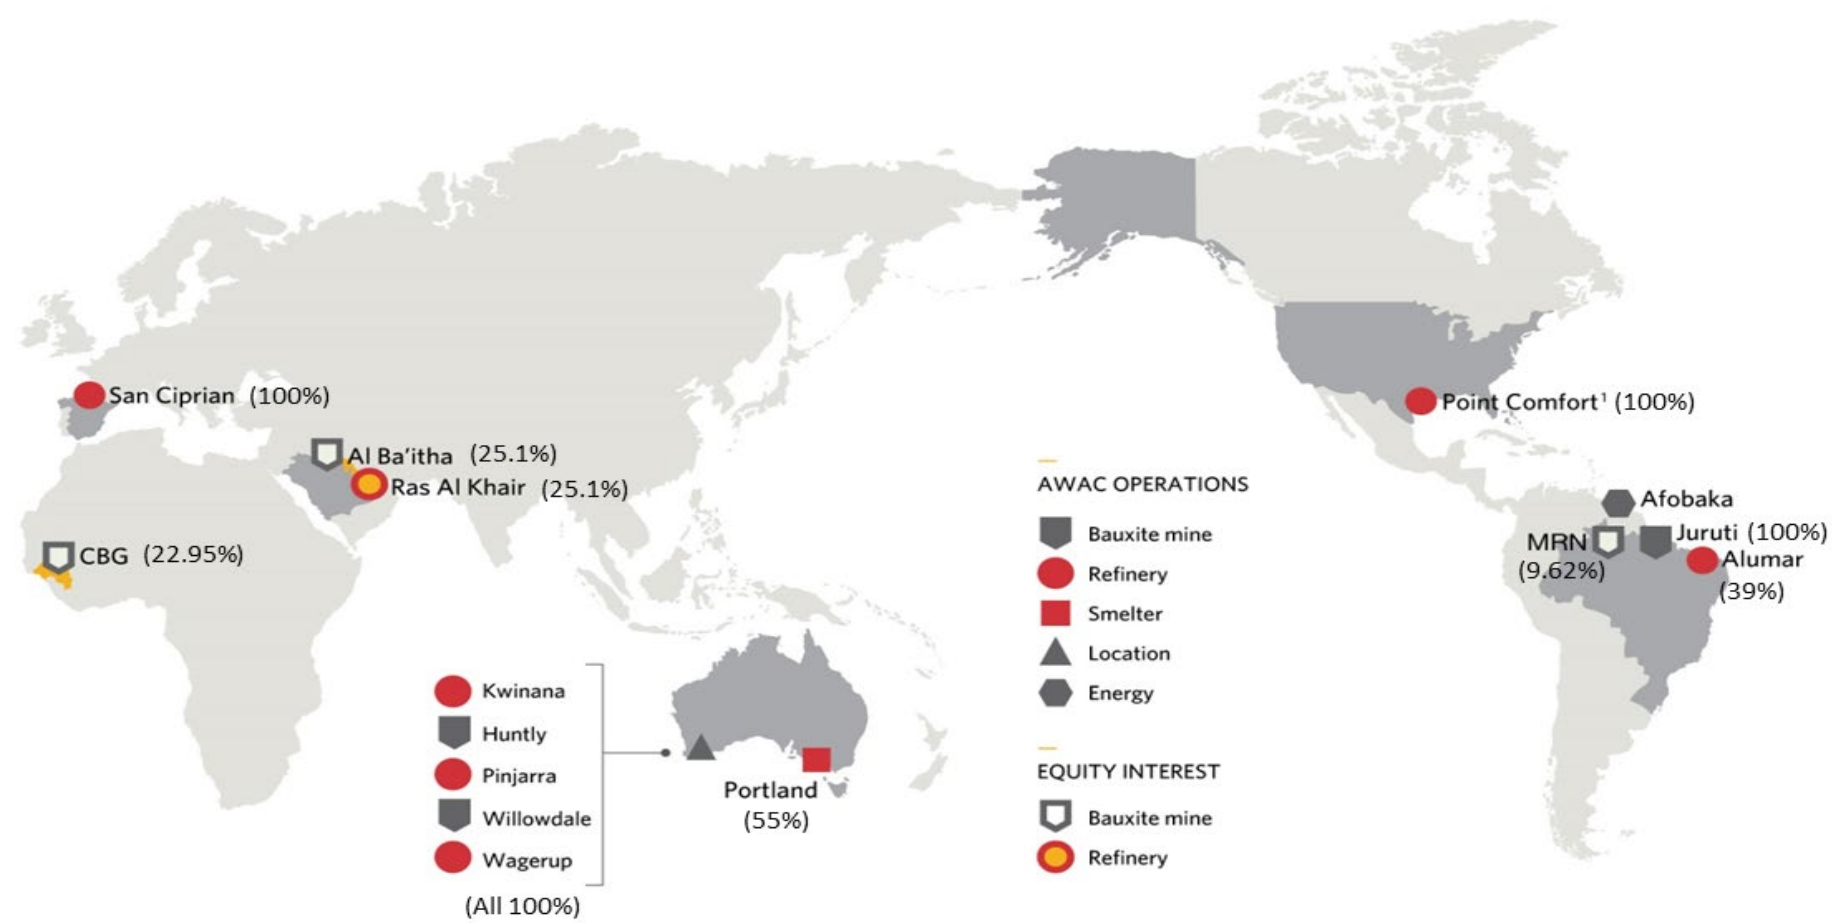 San Ciprian (100%)
Point Comfort¹ (100%)
Al Ba’itha (25.1%)
Ras Al Khair (25.1%)
CBG (22.95%)
AWAC OPERATIONS
Bauxite mine
Refinery
Smelter
Location
Energy
EQUITY INTEREST
Bauxite mine
Refinery
Afobaka
Juruti (100%)
MRN
(9.62%)
Alumar
(39%)
Kwinana
Huntly
Pinjarra
Willowdale
Wagerup
(All 100%)
Portland
(55%)